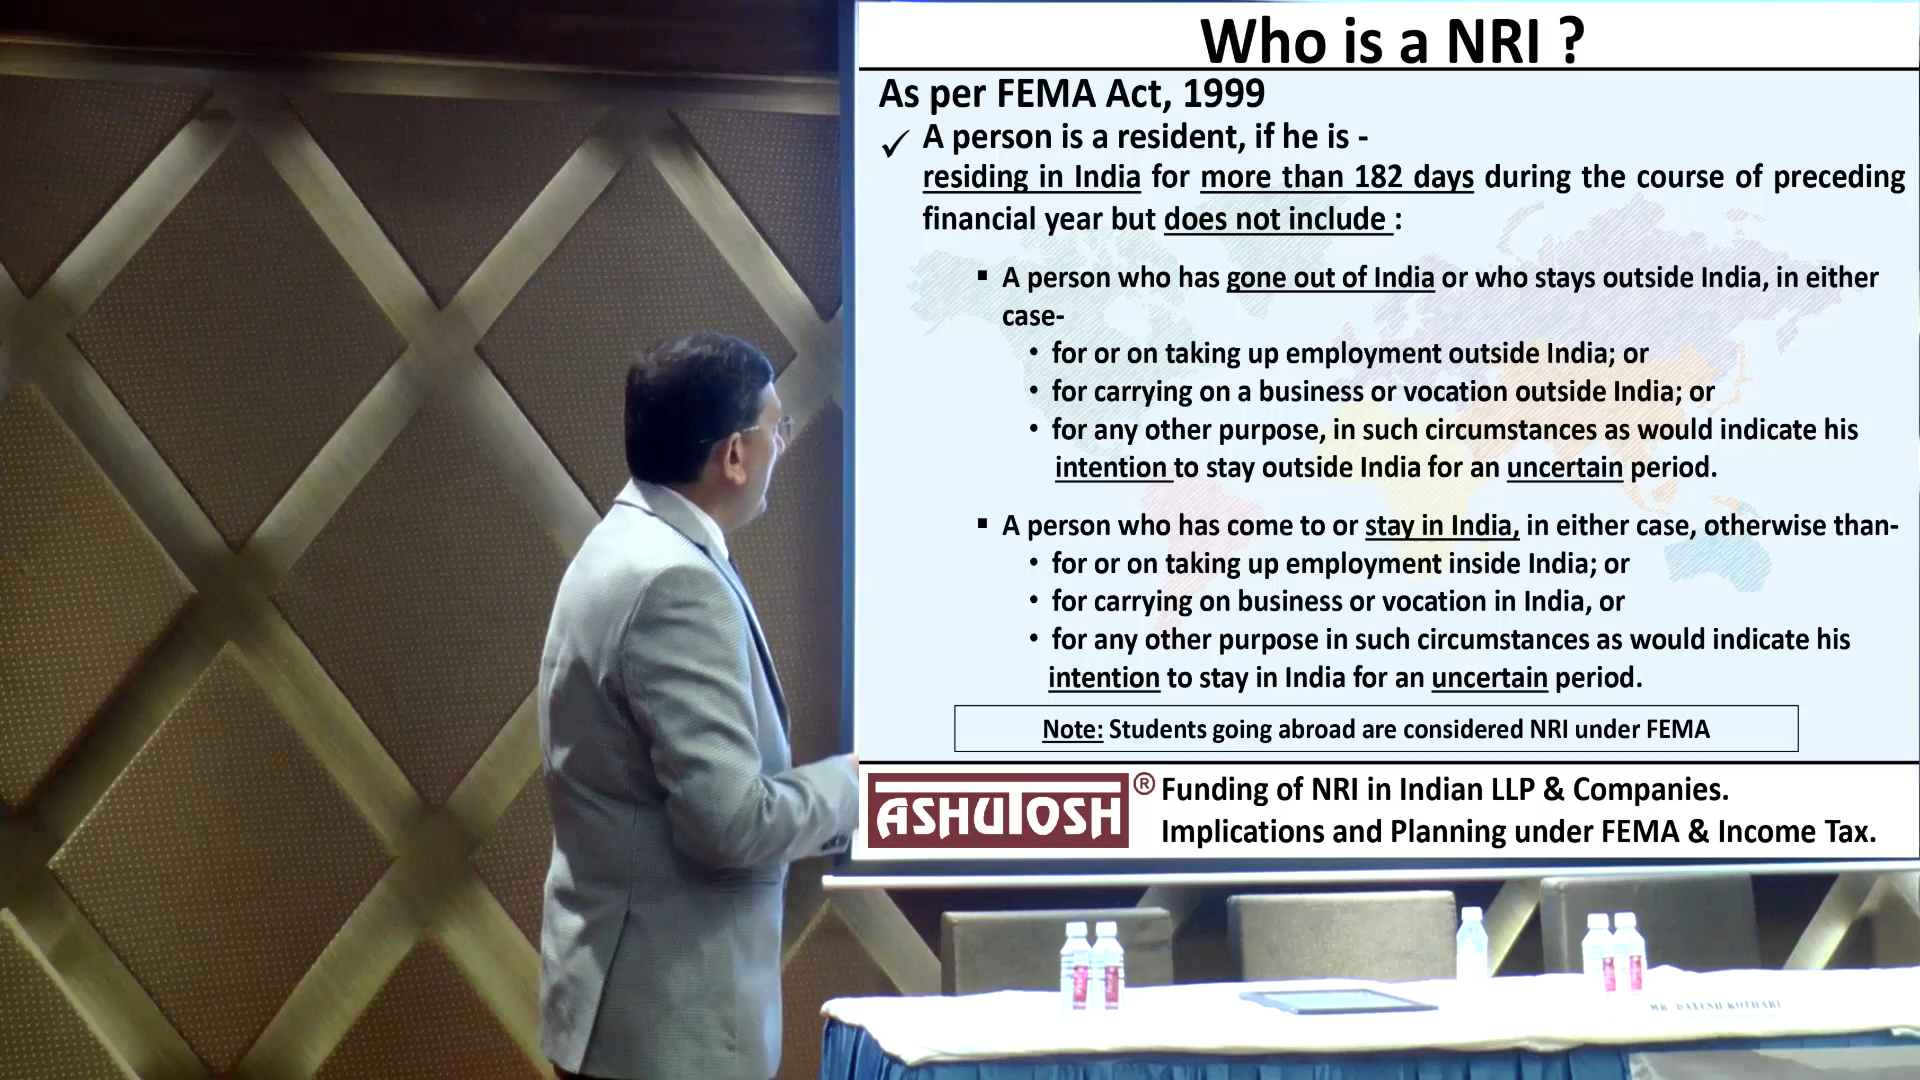 Who is a NRI ?
As per FEMA Act, 1999
✓ A person is a resident, if he is -
residing in India for more than 182 days during the course of preceding
financial year but does not include :
▪ A person who has gone out of India or who stays outside India, in either
case-
• for or on taking up employment outside India; or
• for carrying on a business or vocation outside India; or
• for any other purpose, in such circumstances as would indicate his
intention to stay outside India for an uncertain period.
▪ A person who has come to or stay in India, in either case, otherwise than-
• for or on taking up employment inside India; or
• for carrying on business or vocation in India, or
• for any other purpose in such circumstances as would indicate his
intention to stay in India for an uncertain period.
Note: Students going abroad are considered NRI under FEMA
ASHUTOSH ® Funding of NRI in Indian LLP & Companies.
Implications and Planning under FEMA & Income Tax.
MR. DAXESH KOTHARI